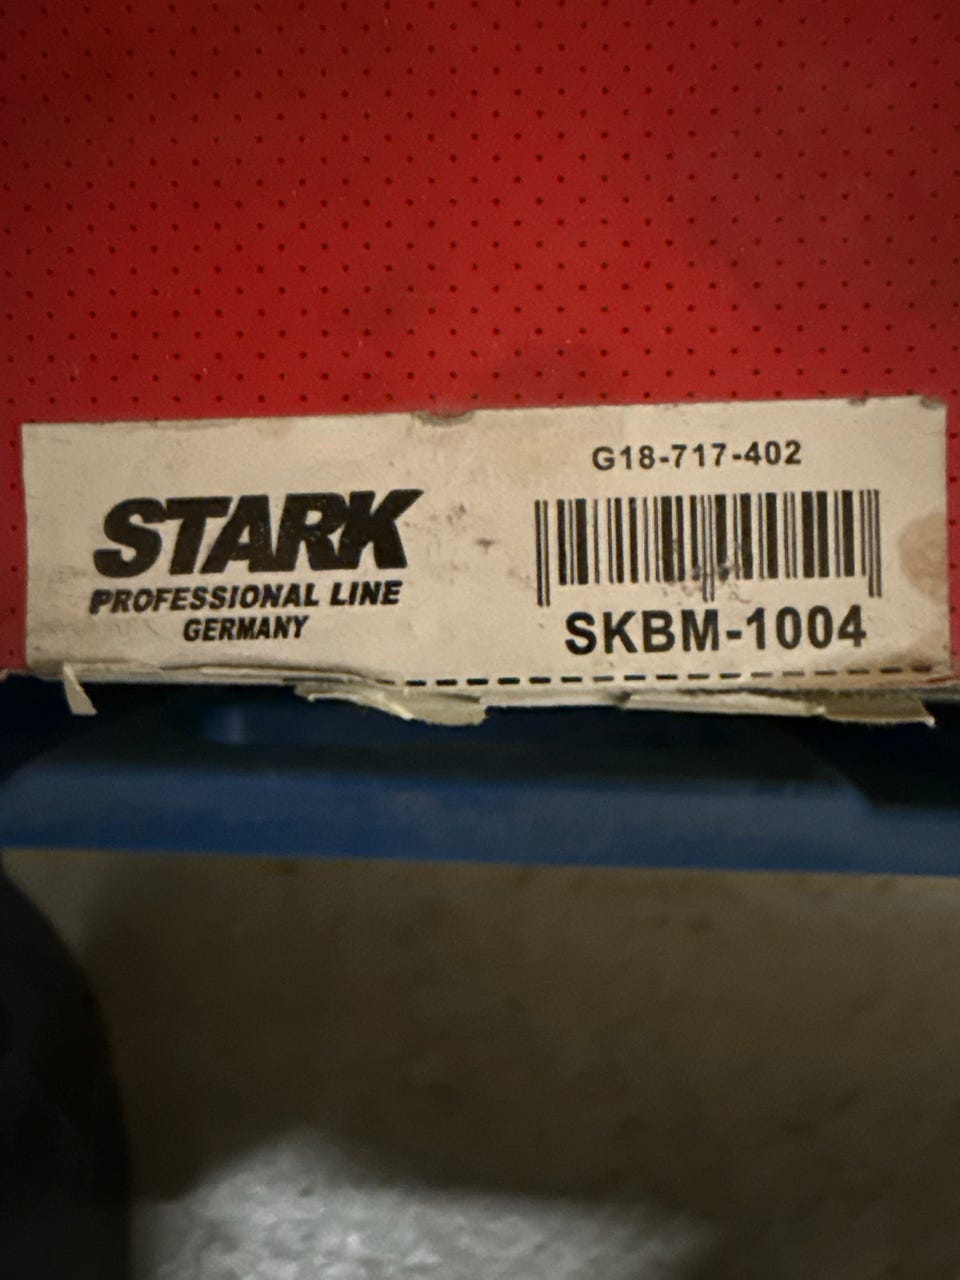 STARK
PROFESSIONAL LINE
GERMANY
G18-717-402
SKBM-1004